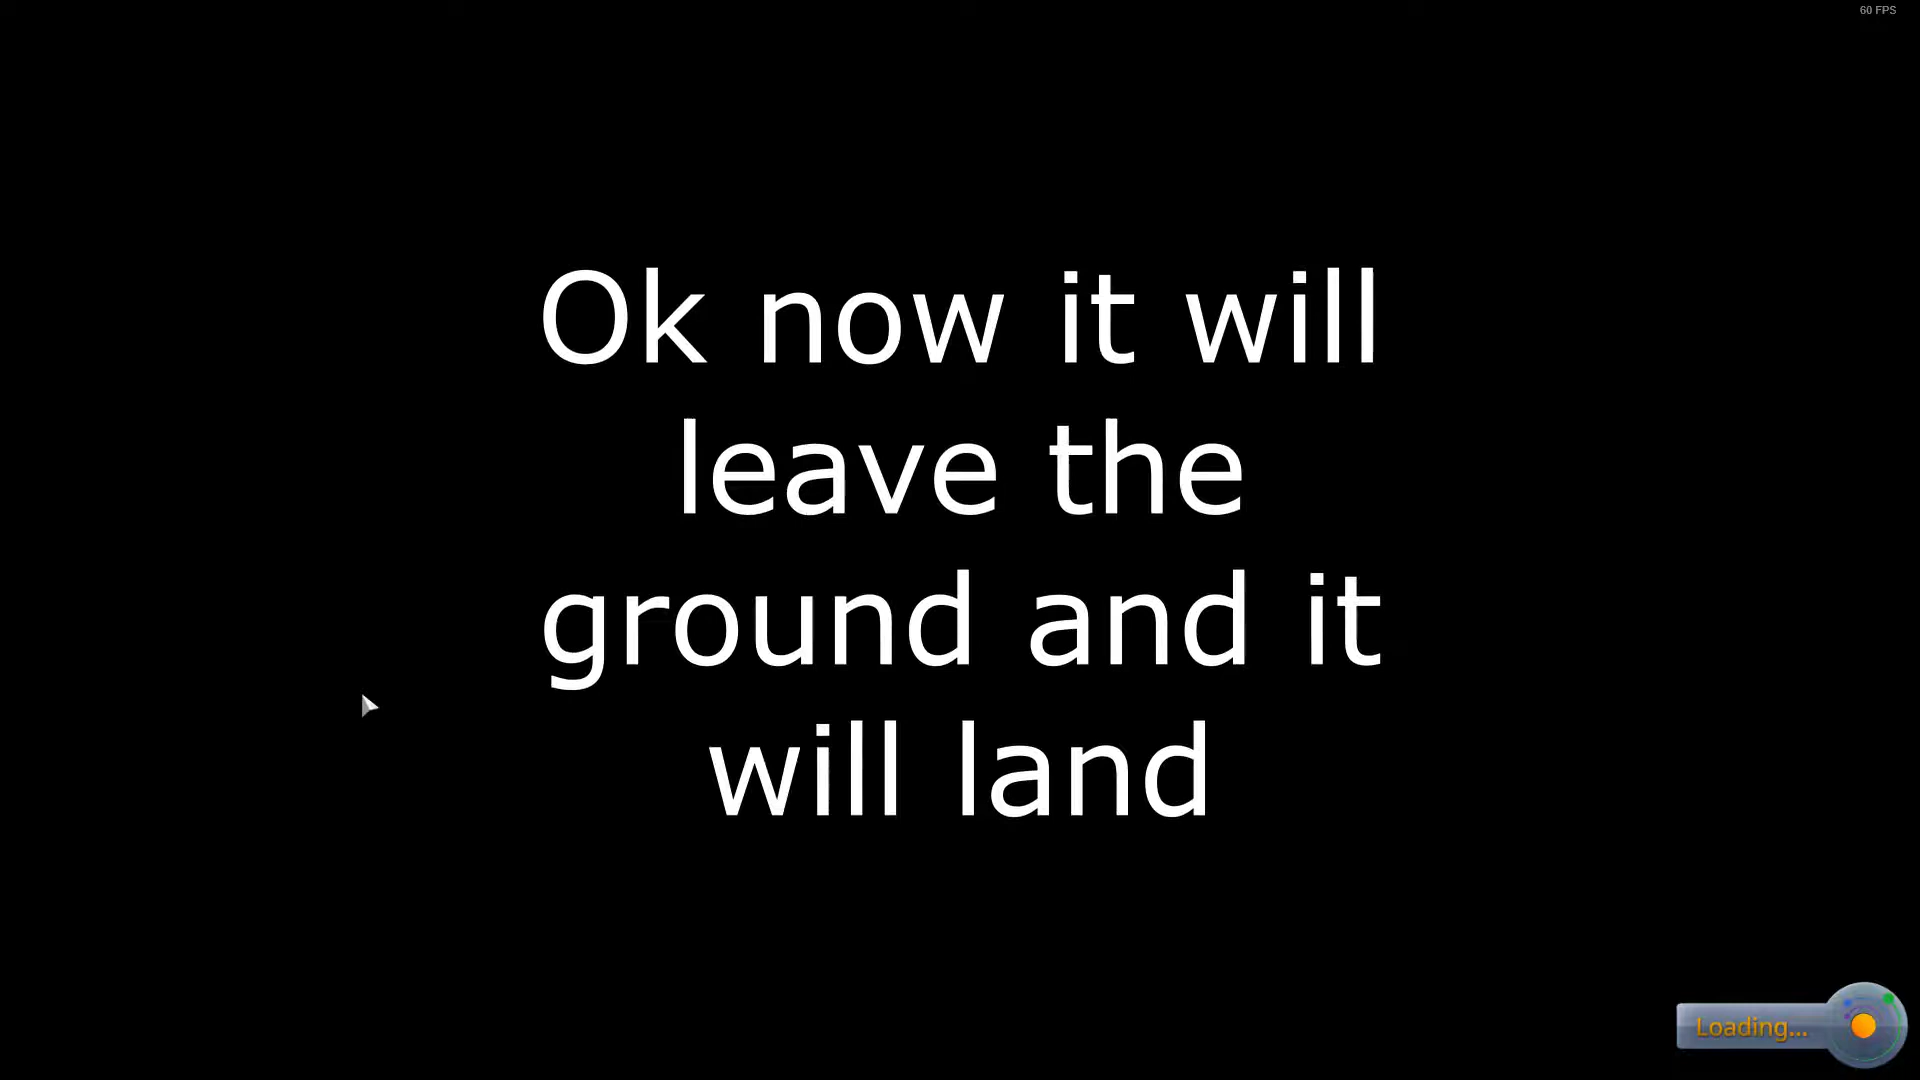 60 FPS
Ok now it will
leave the
ground and it
will land
Loading...